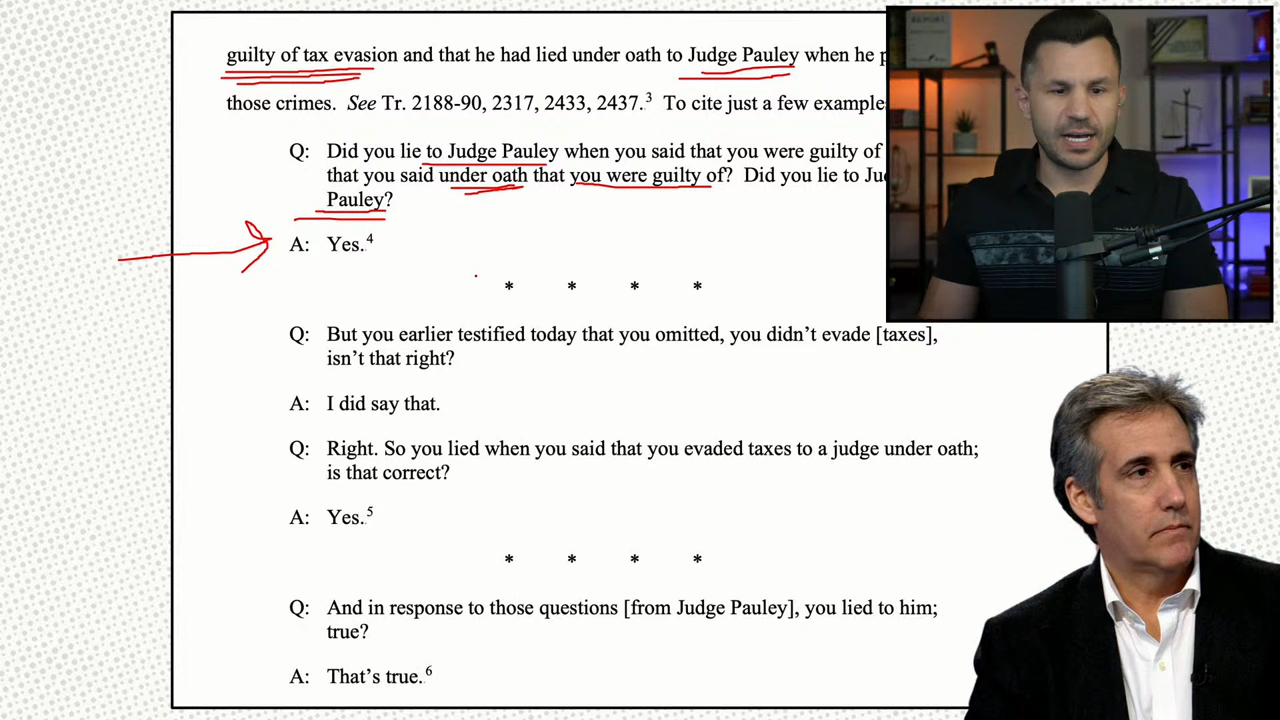 guilty of tax evasion and that he had lied under oath to Judge Pauley when he p
those crimes. See Tr. 2188-90, 2317, 2433, 2437.3 To cite just a few example
Q: Did you lie to Judge Pauley when you said that you were guilty of
that you said under oath that you were guilty of? Did you lie to Ju
Pauley?
A: Yes.4
* * * *
Q: But you earlier testified today that you omitted, you didn't evade [taxes],
isn't that right?
A: I did say that.
Q: Right. So you lied when you said that you evaded taxes to a judge under oath;
is that correct?
A: Yes.5
* * * *
Q: And in response to those questions [from Judge Pauley], you lied to him;
true?
A: That's true.6